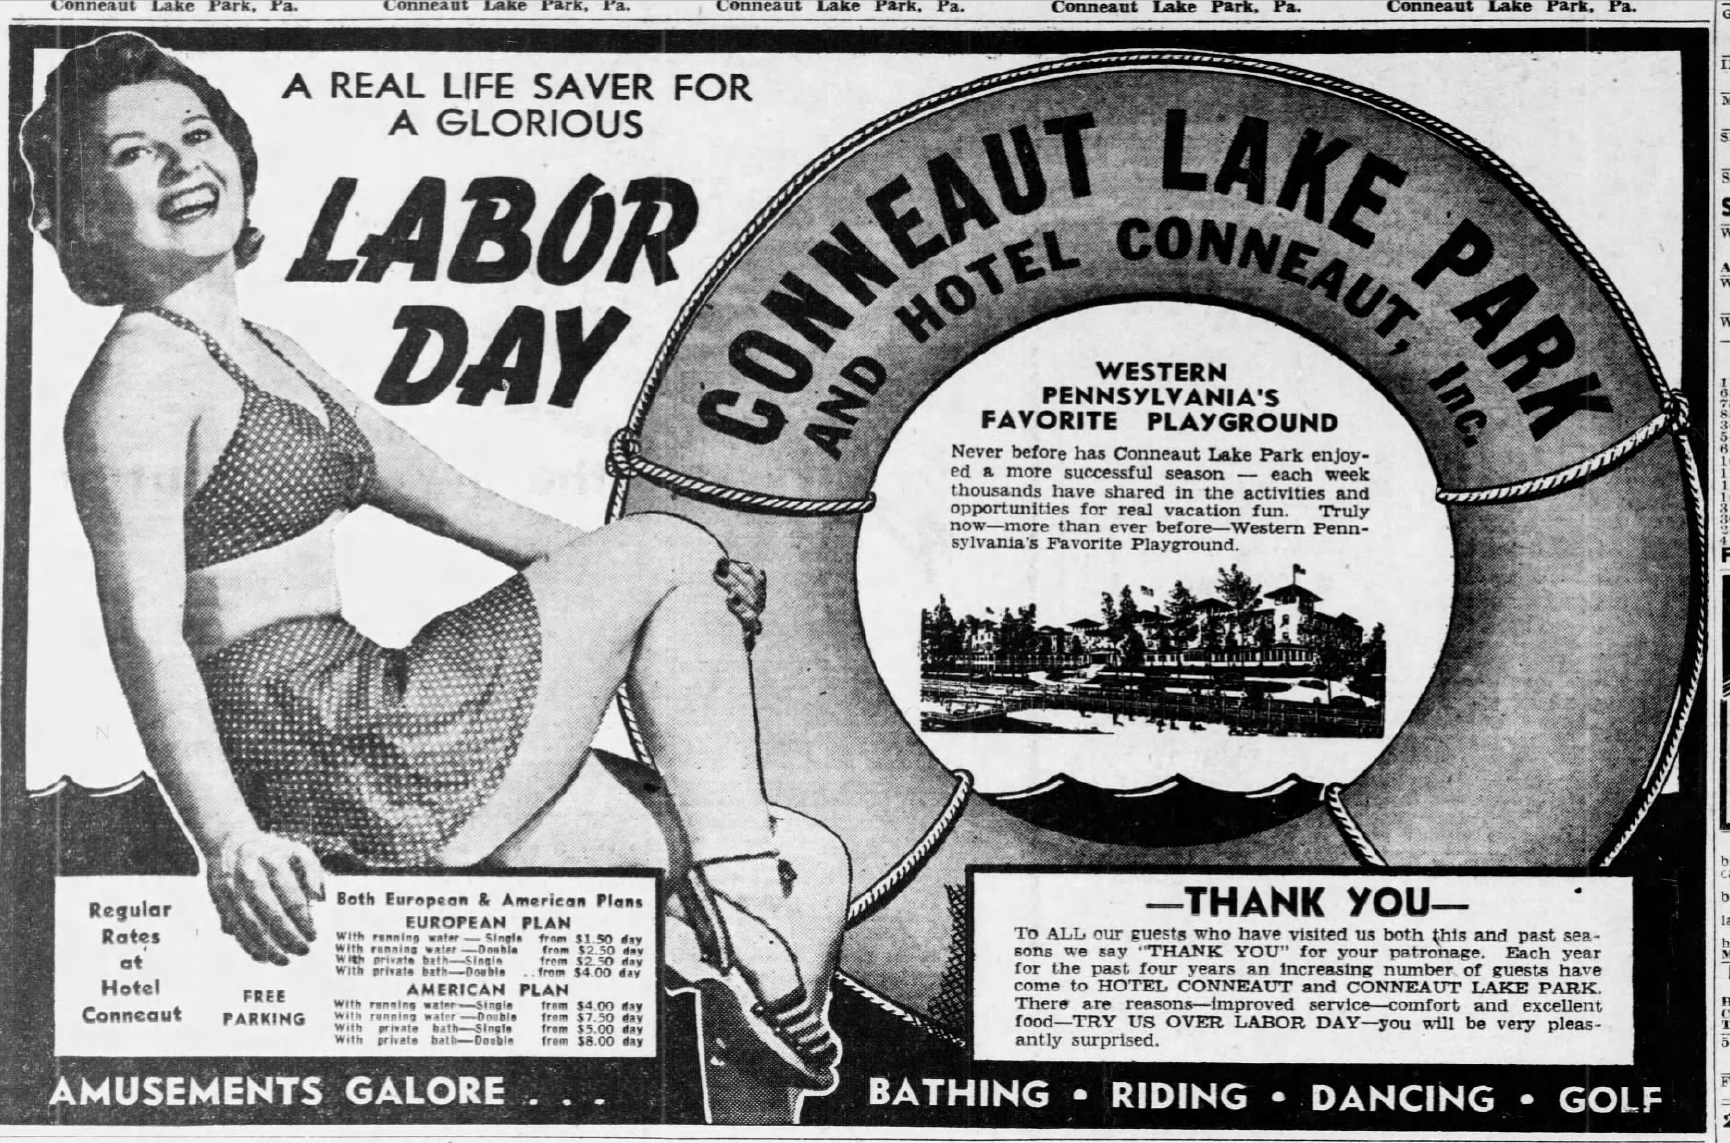 Conneaut Lake Park, Pa. Conneaut Lake Park, Pa. Conneaut Lake Park, Pa. Conneaut Lake Park, Pa. Conneaut Lake Park, Pa.
A REAL LIFE SAVER FOR
A GLORIOUS
LABOR
DAY
CONNEAUT LAKE PARK
AND HOTEL CONNEAUT, Inc.
WESTERN
PENNSYLVANIA'S
FAVORITE PLAYGROUND
Never before has Conneaut Lake Park enjoy-
ed a more successful season — each week
thousands have shared in the activities and
opportunities for real vacation fun. Truly
now—more than ever before—Western Penn-
sylvania's Favorite Playground.
Regular
Rates
at
Hotel
Conneaut
FREE
PARKING
Both European & American Plans
EUROPEAN PLAN
With running water — Single from $1.50 day
With running water—Double from $2.50 day
With private bath—Single from $2.50 day
With private bath—Double ..from $4.00 day
AMERICAN PLAN
With running water—Single from $4.00 day
With running water—Double from $7.50 day
With private bath—Single from $5.00 day
With private bath—Double from $8.00 day
—THANK YOU—
To ALL our guests who have visited us both this and past sea-
sons we say "THANK YOU" for your patronage. Each year
for the past four years an increasing number of guests have
come to HOTEL CONNEAUT and CONNEAUT LAKE PARK.
There are reasons—improved service—comfort and excellent
food—TRY US OVER LABOR DAY—you will be very pleas-
antly surprised.
AMUSEMENTS GALORE . . . BATHING • RIDING • DANCING • GOLF